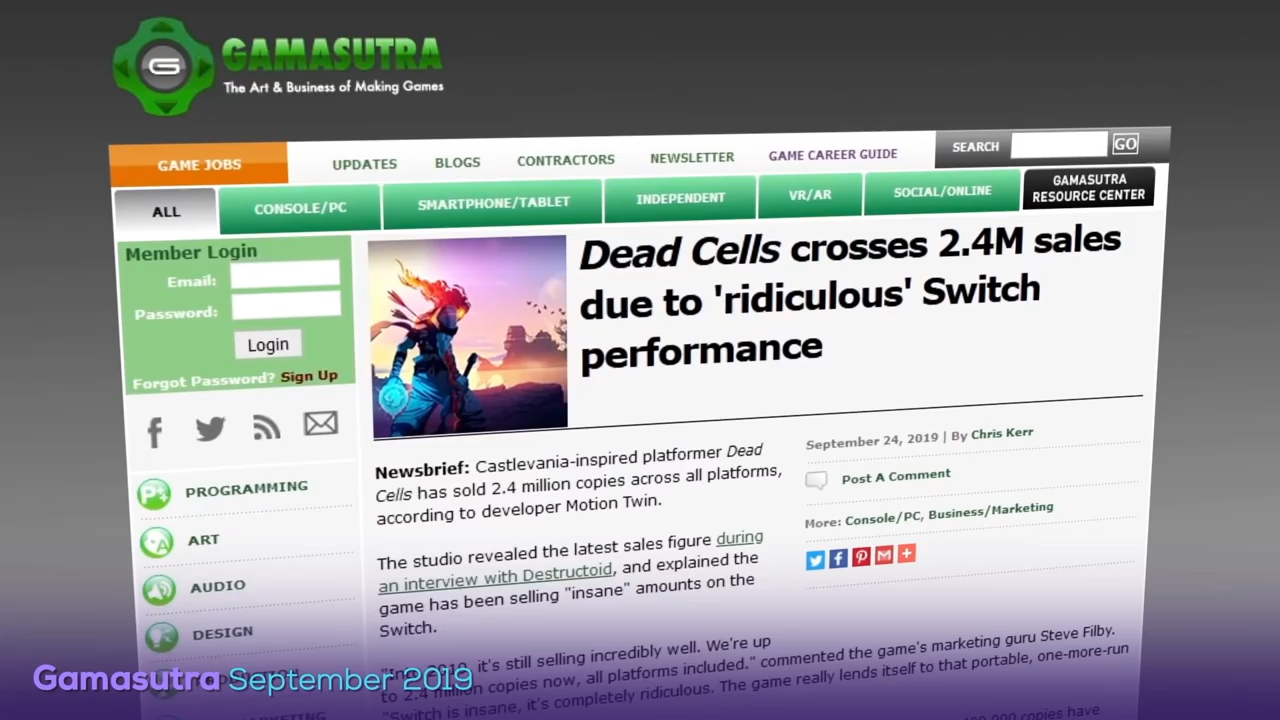 G
GAMASUTRA
The Art & Business of Making Games
GAME JOBS
UPDATES
BLOGS
CONTRACTORS
NEWSLETTER
GAME CAREER GUIDE
SEARCH
GO
ALL
CONSOLE/PC
SMARTPHONE/TABLET
INDEPENDENT
VR/AR
SOCIAL/ONLINE
GAMASUTRA
RESOURCE CENTER
Member Login
Email:
Password:
Login
Forgot Password? Sign Up
PROGRAMMING
ART
AUDIO
DESIGN
Dead Cells crosses 2.4M sales
due to 'ridiculous' Switch
performance
Newsbrief: Castlevania-inspired platformer Dead
Cells has sold 2.4 million copies across all platforms,
according to developer Motion Twin.
The studio revealed the latest sales figure during
an interview with Destructoid, and explained the
game has been selling "insane" amounts on the
Switch.
September 24, 2019 | By Chris Kerr
Post A Comment
More: Console/PC, Business/Marketing
it's still selling incredibly well. We're up
to 2.4 million copies now, all platforms included." commented the game's marketing guru Steve Filby.
"Switch is insane, it's completely ridiculous. The game really lends itself to that portable, one-more-run
copies have
Gamasutra September 2019